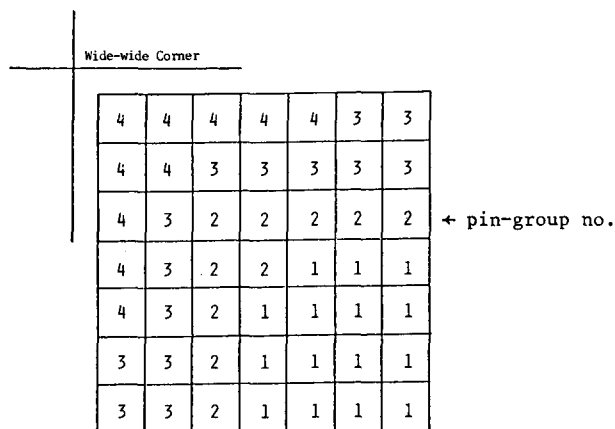 Wide-wide Corner
4 4 4 4 4 3 3
4 4 3 3 3 3 3
4 3 2 2 2 2 2 ← pin-group no.
4 3 2 2 1 1 1
4 3 2 1 1 1 1
3 3 2 1 1 1 1
3 3 2 1 1 1 1